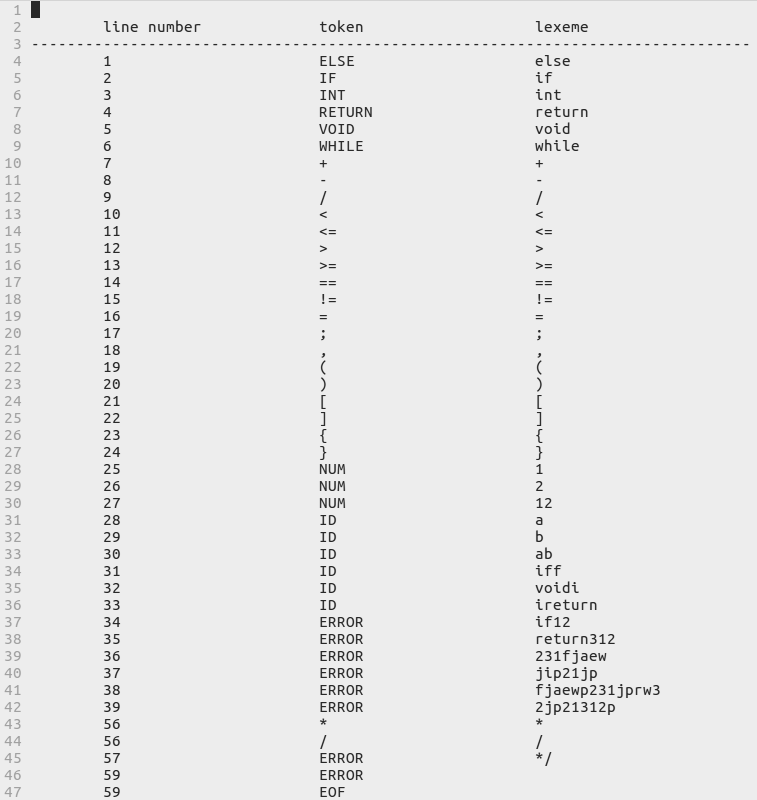 1
2 line number token lexeme
3 --------------------------------------------------------------------------------
4 1 ELSE else
5 2 IF if
6 3 INT int
7 4 RETURN return
8 5 VOID void
9 6 WHILE while
10 7 + +
11 8 - -
12 9 / /
13 10 < <
14 11 <= <=
15 12 > >
16 13 >= >=
17 14 == ==
18 15 != !=
19 16 = =
20 17 ; ;
21 18 , ,
22 19 ( (
23 20 ) )
24 21 [ [
25 22 ] ]
26 23 { {
27 24 } }
28 25 NUM 1
29 26 NUM 2
30 27 NUM 12
31 28 ID a
32 29 ID b
33 30 ID ab
34 31 ID iff
35 32 ID voidi
36 33 ID ireturn
37 34 ERROR if12
38 35 ERROR return312
39 36 ERROR 231fjaew
40 37 ERROR jip21jp
41 38 ERROR fjaewp231jprw3
42 39 ERROR 2jp21312p
43 56 * *
44 56 / /
45 57 ERROR */
46 59 ERROR
47 59 EOF